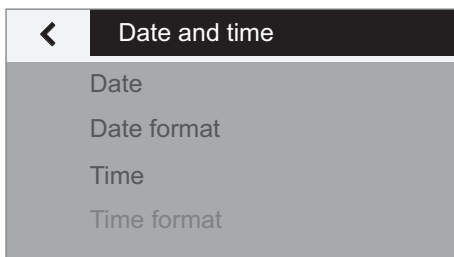 Date and time
Date
Date format
Time
Time format